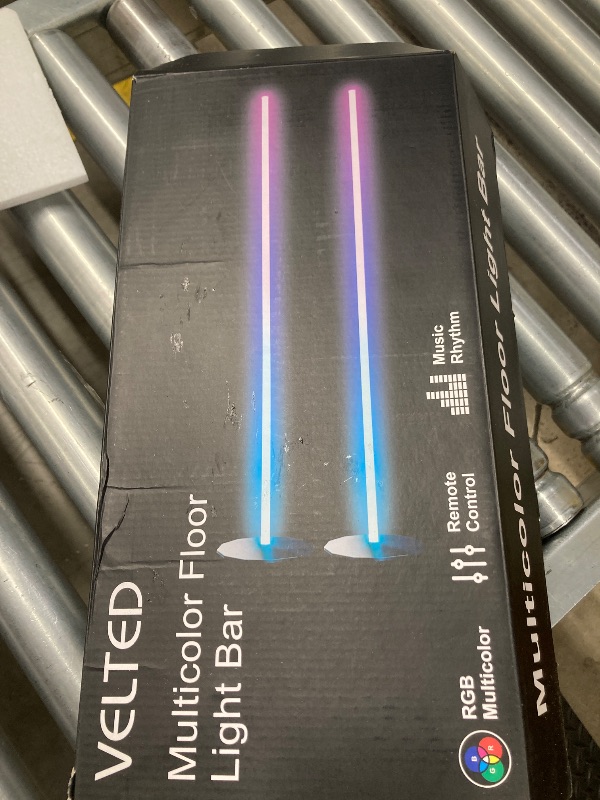 VELTED
Multicolor Floor
Light Bar
RGB
Multicolor
Remote
Control
Music
Rhythm
B
R
G
Multicolor Floor Light Bar